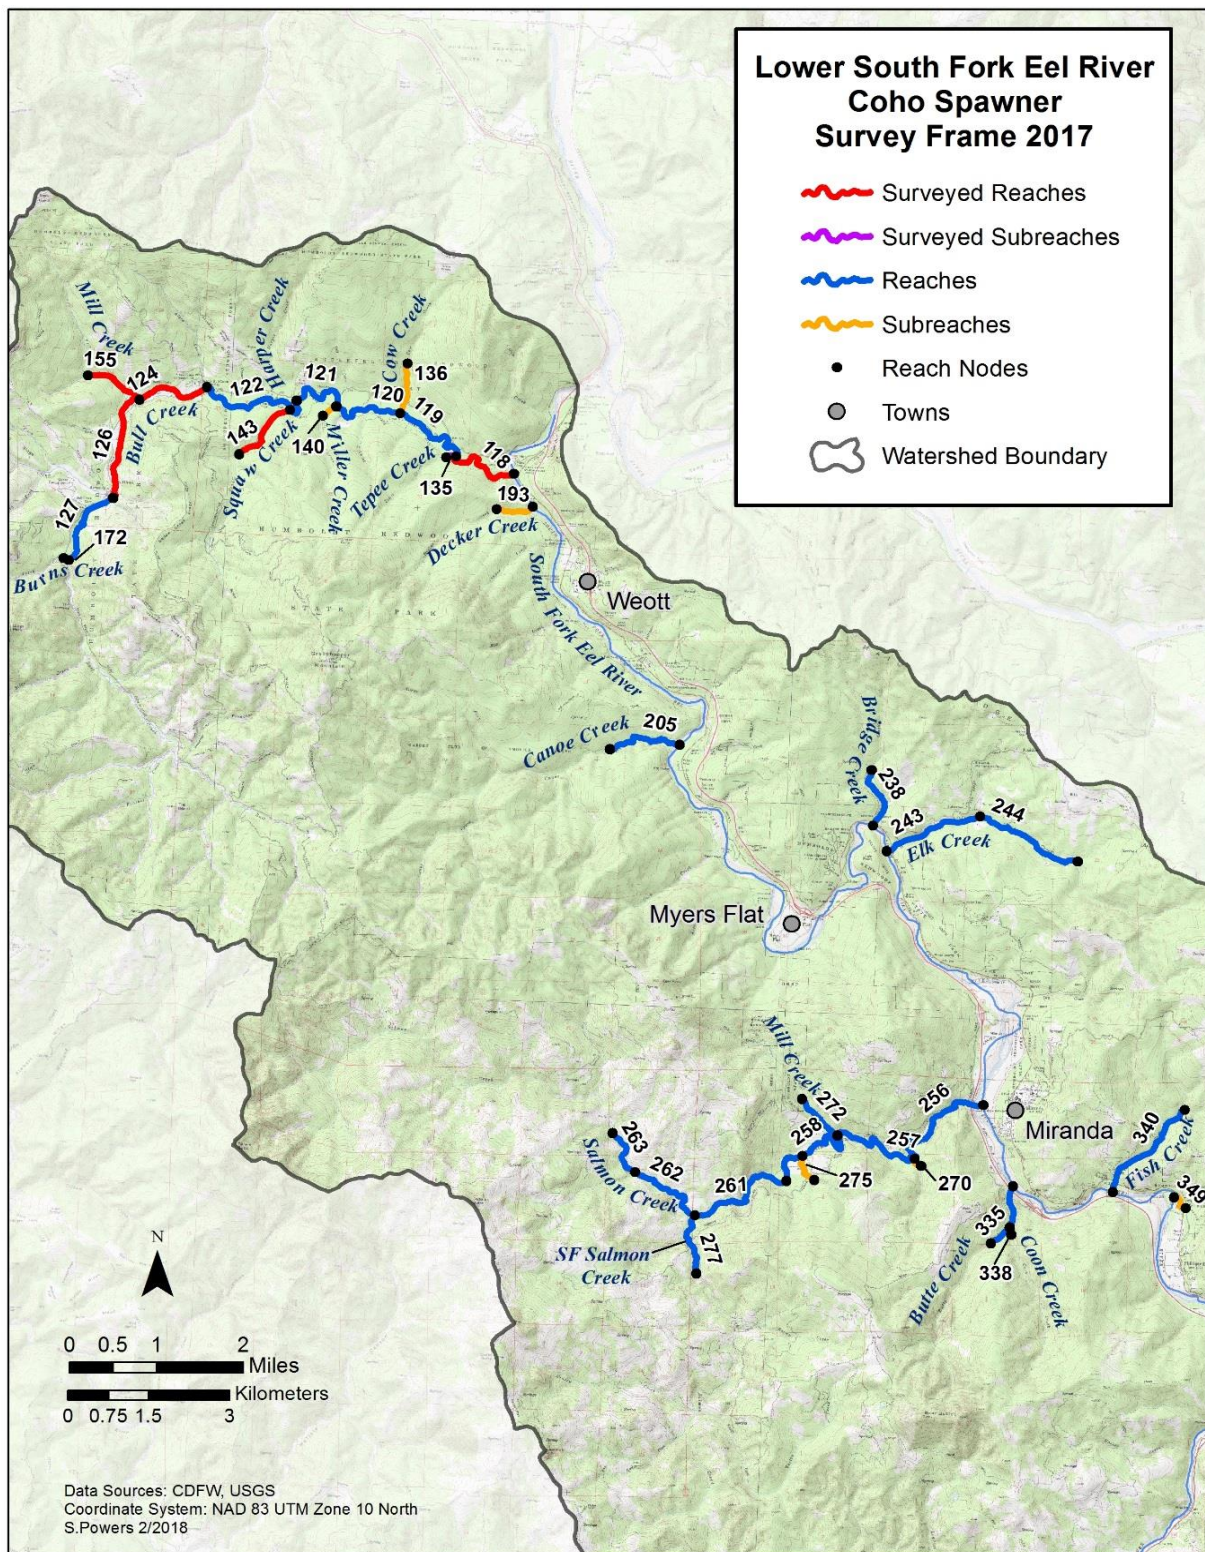 Lower South Fork Eel River
Coho Spawner
Survey Frame 2017
Surveyed Reaches
Surveyed Subreaches
Reaches
Subreaches
Reach Nodes
Towns
Watershed Boundary
Mill Creek
155
124
Bull Creek
126
127
172
Burns Creek
122
Harper Creek
121
143
Squaw Creek
140
Miller Creek
Cow Creek
136
120
119
Tepee Creek
135
118
193
Decker Creek
South Fork Eel River
Weott
HUMBOLDT REDWOODS
STATE PARK
Canoe Creek
205
Bridge Creek
238
243
244
Elk Creek
Myers Flat
Mill Creek
272
256
258
257
270
275
261
263
262
Salmon Creek
277
SF Salmon
Creek
Miranda
340
Fish Creek
349
335
338
Butte Creek
Coon Creek
N
0 0.5 1 2
Miles
Kilometers
0 0.75 1.5 3
Data Sources: CDFW, USGS
Coordinate System: NAD 83 UTM Zone 10 North
S.Powers 2/2018